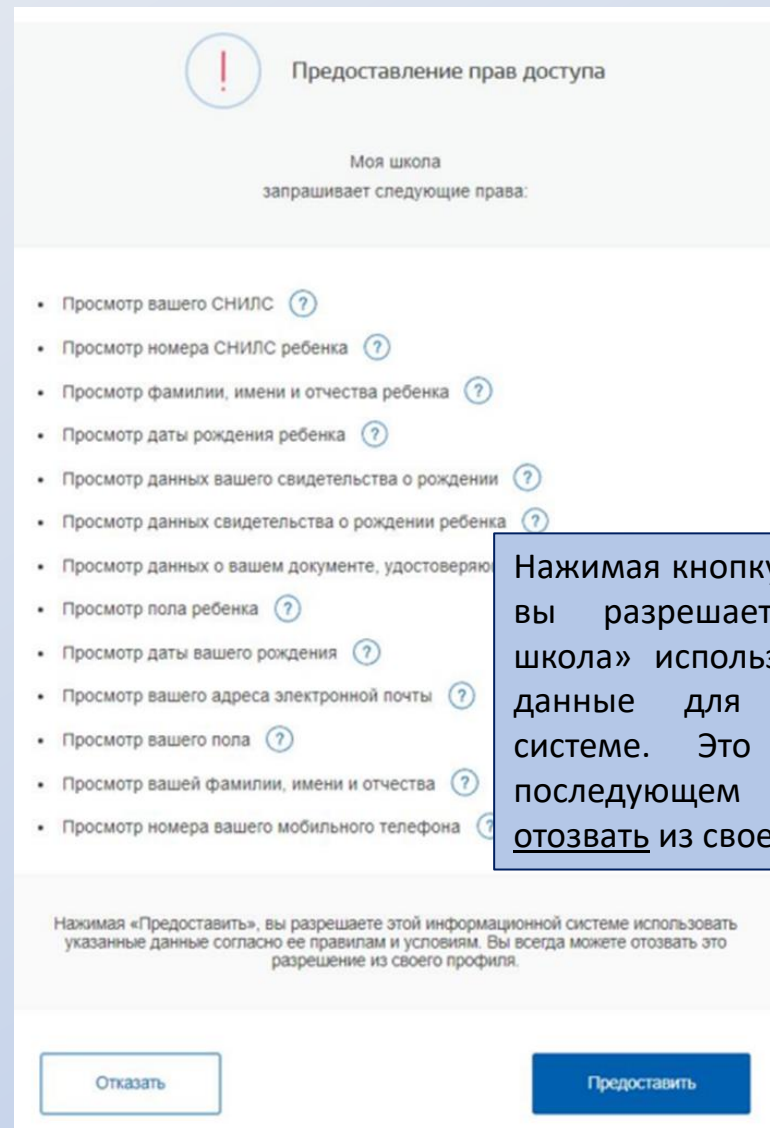 Предоставление прав доступа
Моя школа
запрашивает следующие права:
• Просмотр вашего СНИЛС ?
• Просмотр номера СНИЛС ребенка ?
• Просмотр фамилии, имени и отчества ребенка ?
• Просмотр даты рождения ребенка ?
• Просмотр данных вашего свидетельства о рождении ?
• Просмотр данных свидетельства о рождении ребенка ?
• Просмотр данных о вашем документе,
• Просмотр пола ребенка ?
• Просмотр даты вашего рождения ?
• Просмотр вашего адреса электронной почты ?
• Просмотр вашего пола ?
• Просмотр вашей фамилии, имени и отчества ?
• Просмотр номера вашего мобильного телефона ?
Нажимая
вы
школа»
данные для
системе. Это
последующем
отозвать из
Нажимая «Предоставить», вы разрешаете этой информационной системе использовать
указанные данные согласно ее правилам и условиям. Вы всегда можете отозвать это
разрешение из своего профиля.
Отказать
Предоставить